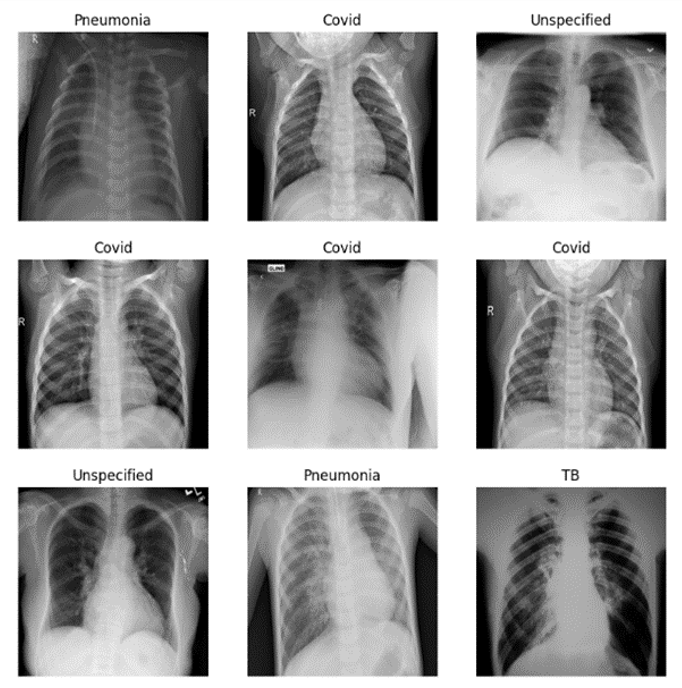 Pneumonia
Covid
Unspecified
R
R
Covid
Covid
Covid
R
R
Unspecified
Pneumonia
TB